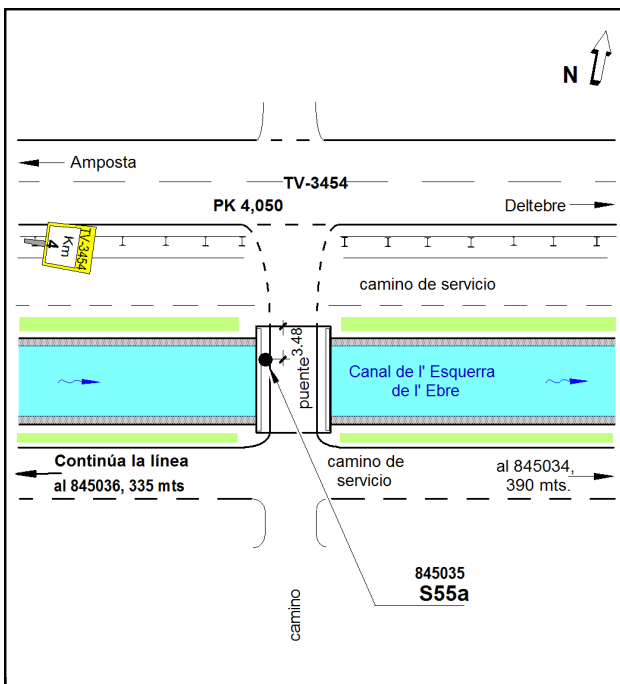 N
Amposta
TV-3454
PK 4,050
Deltebre
TV-3454
Km
4
camino de servicio
3.48
puente
Canal de l' Esquerra
de l' Ebre
Continúa la línea
al 845036, 335 mts
camino de
servicio
al 845034,
390 mts.
845035
S55a
camino